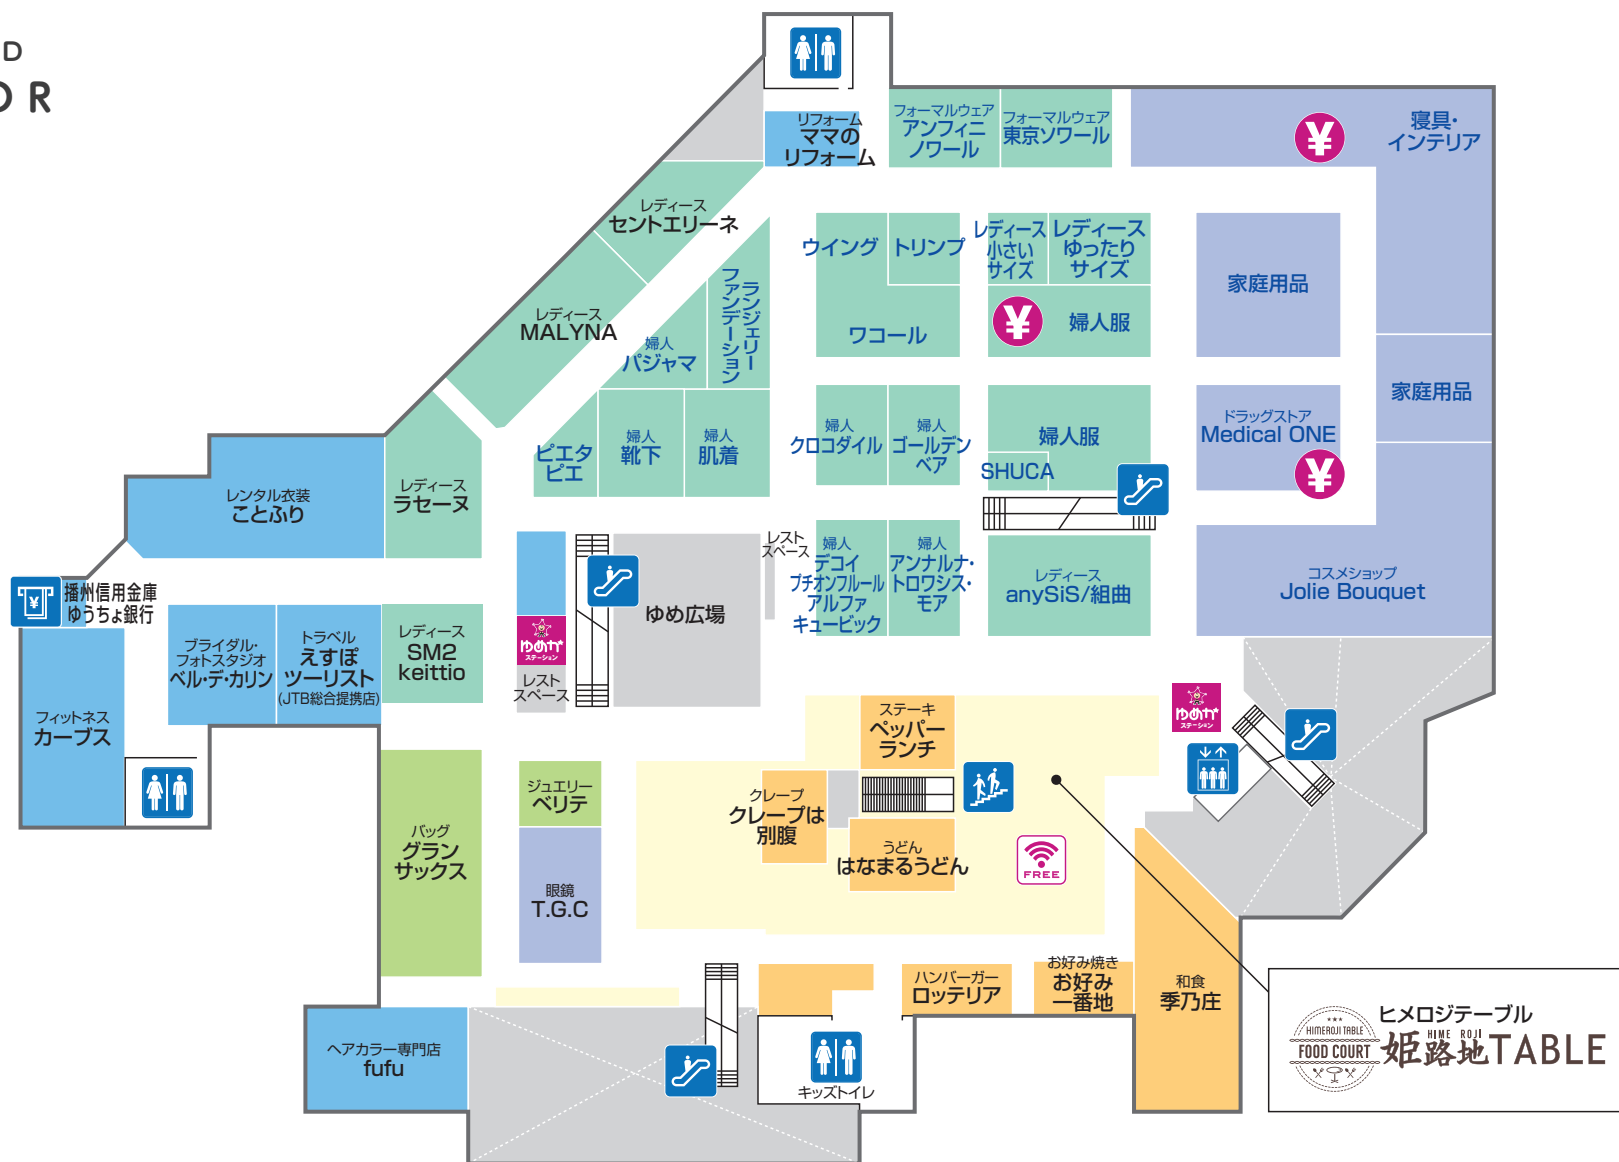 D
OR
リフォーム
ママの
リフォーム
フォーマルウェア
アンフィニ
ノワール
フォーマルウェア
東京ソワール
¥
寝具・
インテリア
レディース
セントエリーネ
レディース
MALYNA
婦人
パジャマ
ランジェリー
ファンデーション
ウイング
トリンプ
ワコール
レディース
小さい
サイズ
レディース
ゆったり
サイズ
¥
婦人服
家庭用品
家庭用品
ピエタ
ピエ
婦人
靴下
婦人
肌着
婦人
クロコダイル
婦人
ゴールデン
ベア
婦人服
SHUCA
ドラッグストア
Medical ONE
¥
レンタル衣装
ことふり
レディース
ラセーヌ
¥
播州信用金庫
ゆうちょ銀行
ブライダル・
フォトスタジオ
ベル・デ・カリン
トラベル
えすぽ
ツーリスト
(JTB総合提携店)
レディース
SM2
keittio
ゆめか
ステーション
レスト
スペース
ゆめ広場
レスト
スペース
婦人
デコイ
プチオンフルール
アルファ
キュービック
婦人
アンナルナ・
トロワシス・
モア
レディース
anySiS/組曲
コスメショップ
Jolie Bouquet
フィットネス
カーブス
バッグ
グラン
サックス
ジュエリー
ベリテ
眼鏡
T.G.C
ステーキ
ペッパー
ランチ
クレープ
クレープは
別腹
うどん
はなまるうどん
FREE
ゆめか
ステーション
ハンバーガー
ロッテリア
お好み焼き
お好み
一番地
和食
季乃庄
ヘアカラー専門店
fufu
キッズトイレ
HIMEROJI TABLE
FOOD COURT
ヒメロジテーブル
HIME ROJI
姫路地TABLE